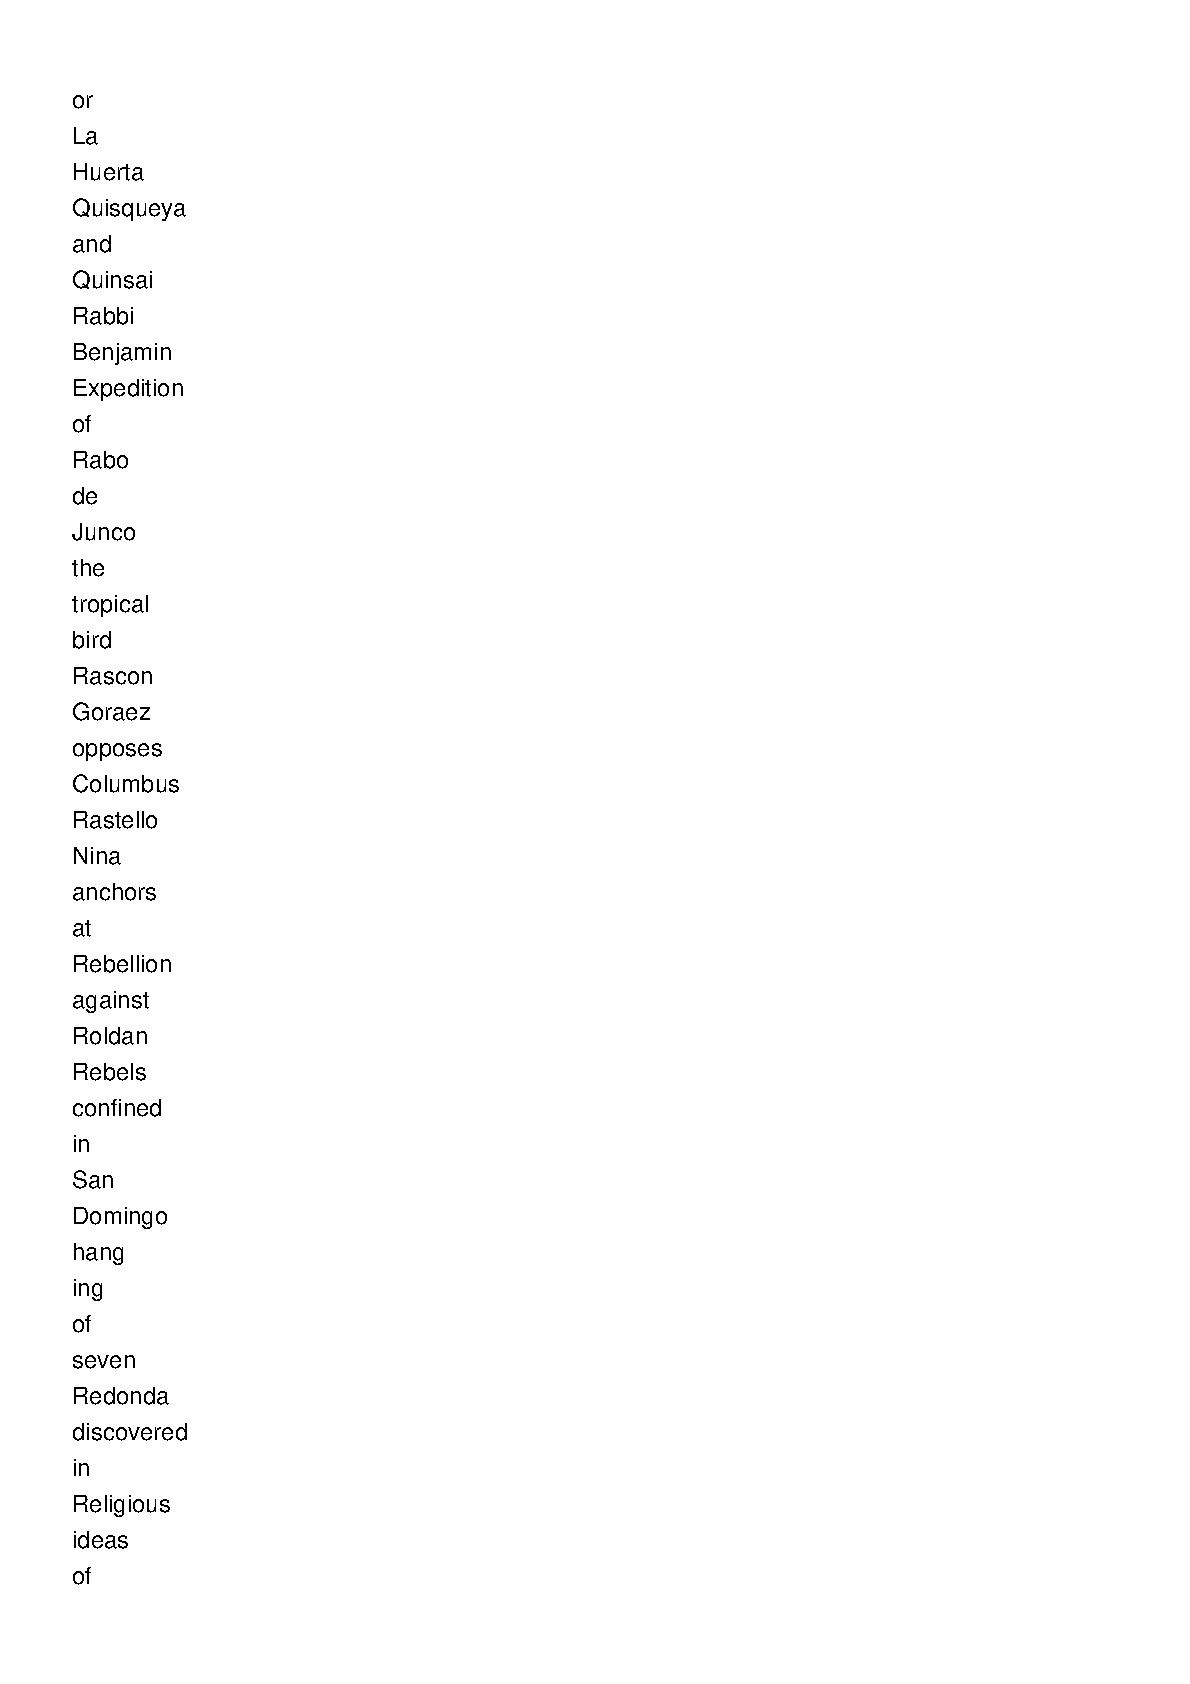 or
La
Huerta
Quisqueya
and
Quinsai
Rabbi
Benjamin
Expedition
of
Rabo
de
Junco
the
tropical
bird
Rascon
Goraez
opposes
Columbus
Rastello
Nina
anchors
at
Rebellion
against
Roldan
Rebels
confined
in
San
Domingo
hang
ing
of
seven
Redonda
discovered
in
Religious
ideas
of